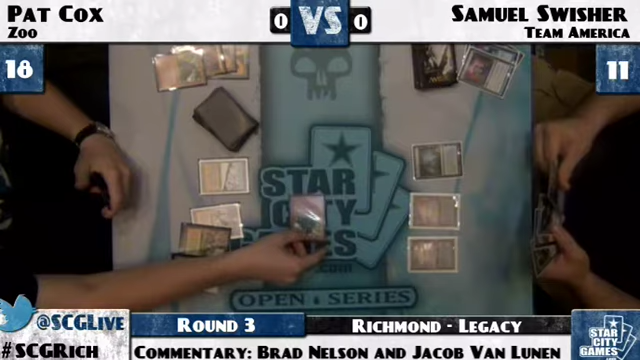 Pat Cox
Zoo
0 VS 0
Samuel Swisher
Team America
18
11
STAR CITY GAMES
.com
OPEN SERIES
@SCGLive
Round 3
Richmond - Legacy
#SCGRich
Commentary: Brad Nelson and Jacob Van Lunen
STAR CITY GAMES